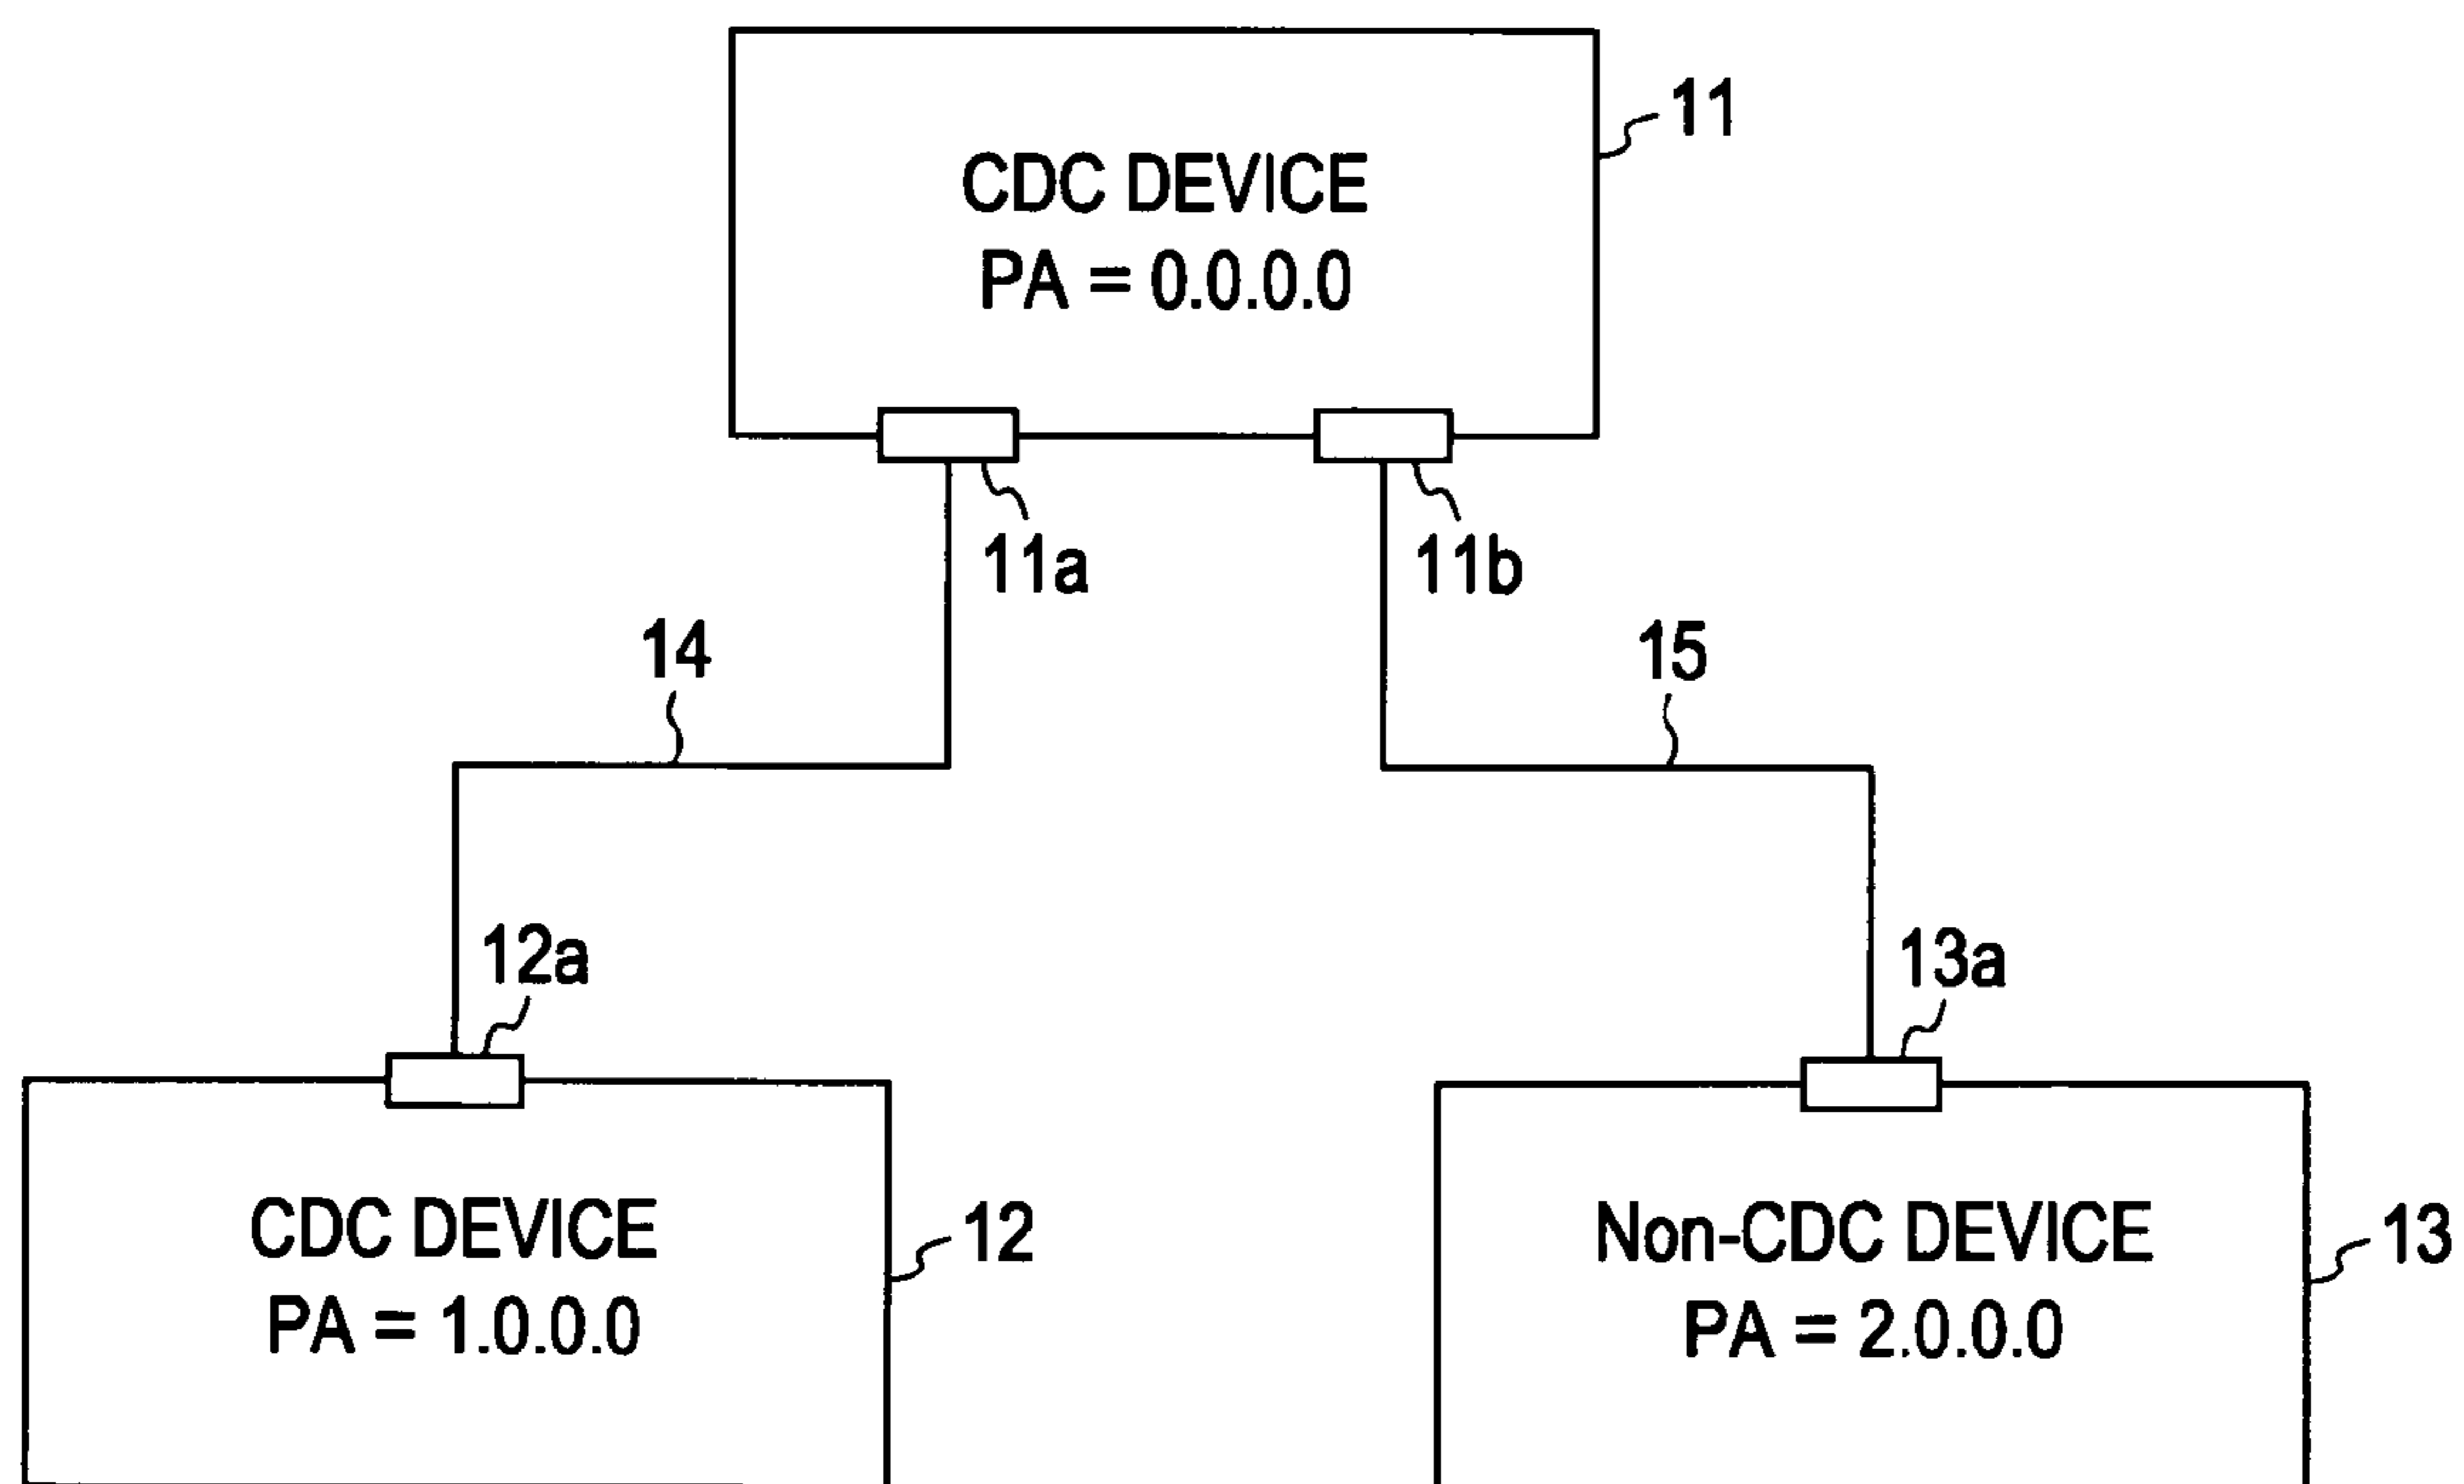 11
CDC DEVICE
PA = 0.0.0.0
11a
11b
14
15
12a
13a
CDC DEVICE
PA = 1.0.0.0
12
Non-CDC DEVICE
PA = 2.0.0.0
13